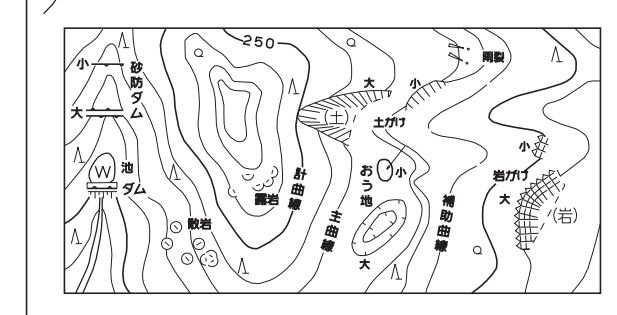 250
小
砂防ダム
大
雨裂
大
小
土
土がけ
小
池
W
ダム
おう地
小
岩がけ
大
(岩)
計曲線
露岩
主曲線
補助曲線
散岩
大